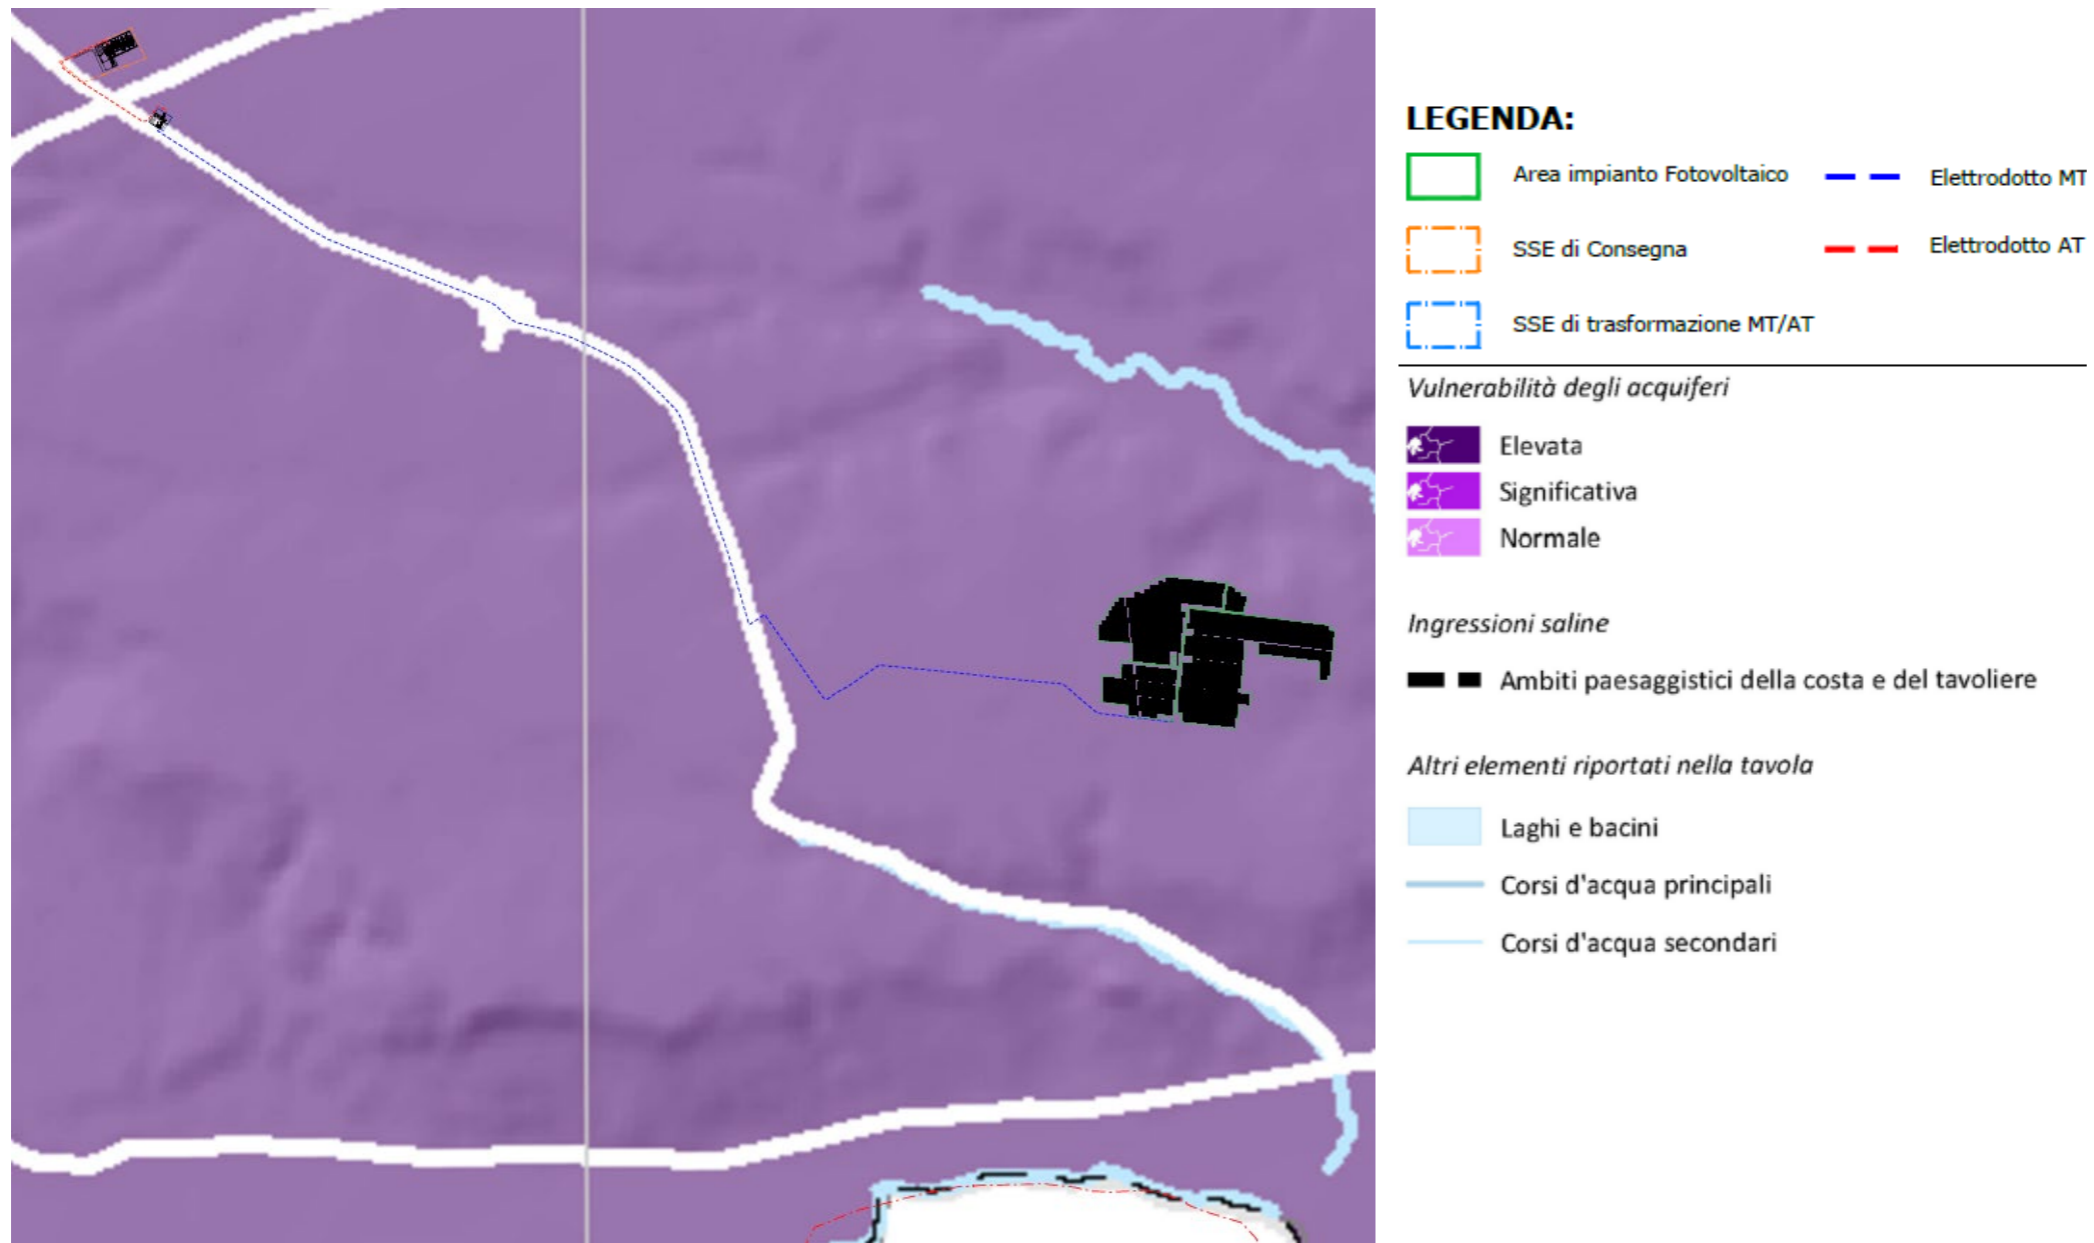 LEGENDA:
Area impianto Fotovoltaico
Elettrodotto MT
SSE di Consegna
Elettrodotto AT
SSE di trasformazione MT/AT
Vulnerabilità degli acquiferi
Elevata
Significativa
Normale
Ingressioni saline
Ambiti paesaggistici della costa e del tavoliere
Altri elementi riportati nella tavola
Laghi e bacini
Corsi d'acqua principali
Corsi d'acqua secondari